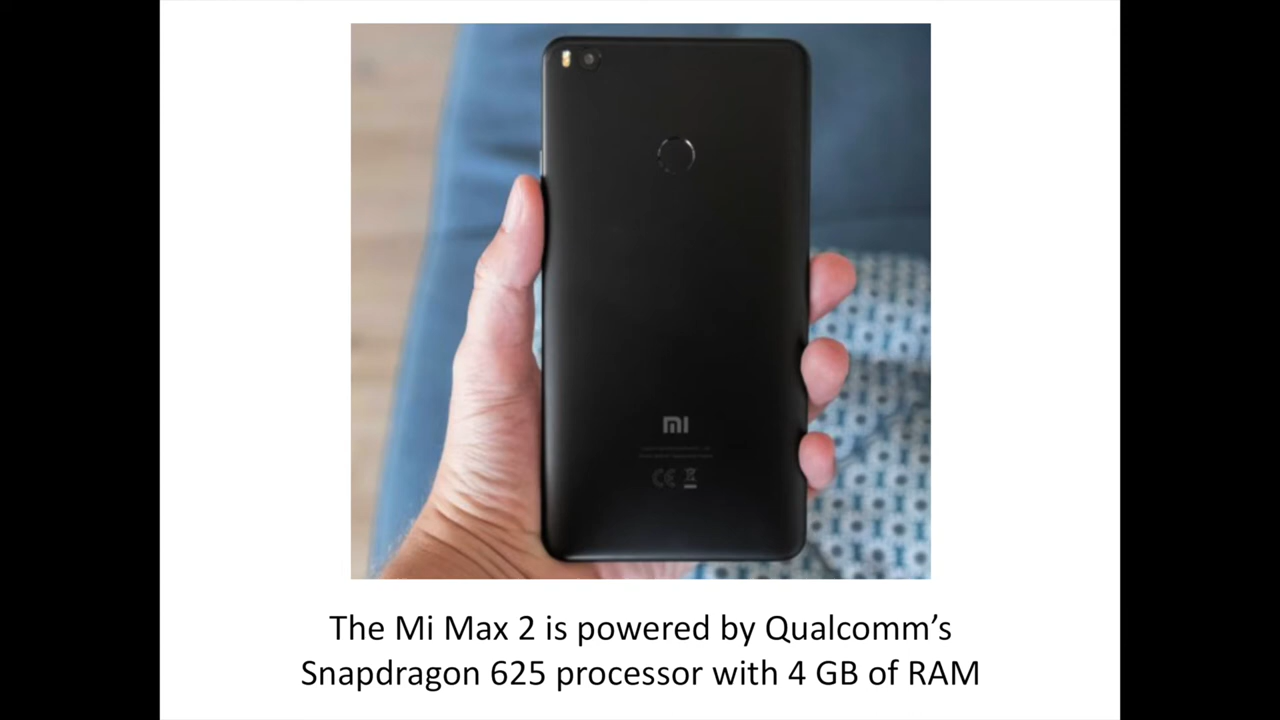 MI
CE
The Mi Max 2 is powered by Qualcomm’s
Snapdragon 625 processor with 4 GB of RAM